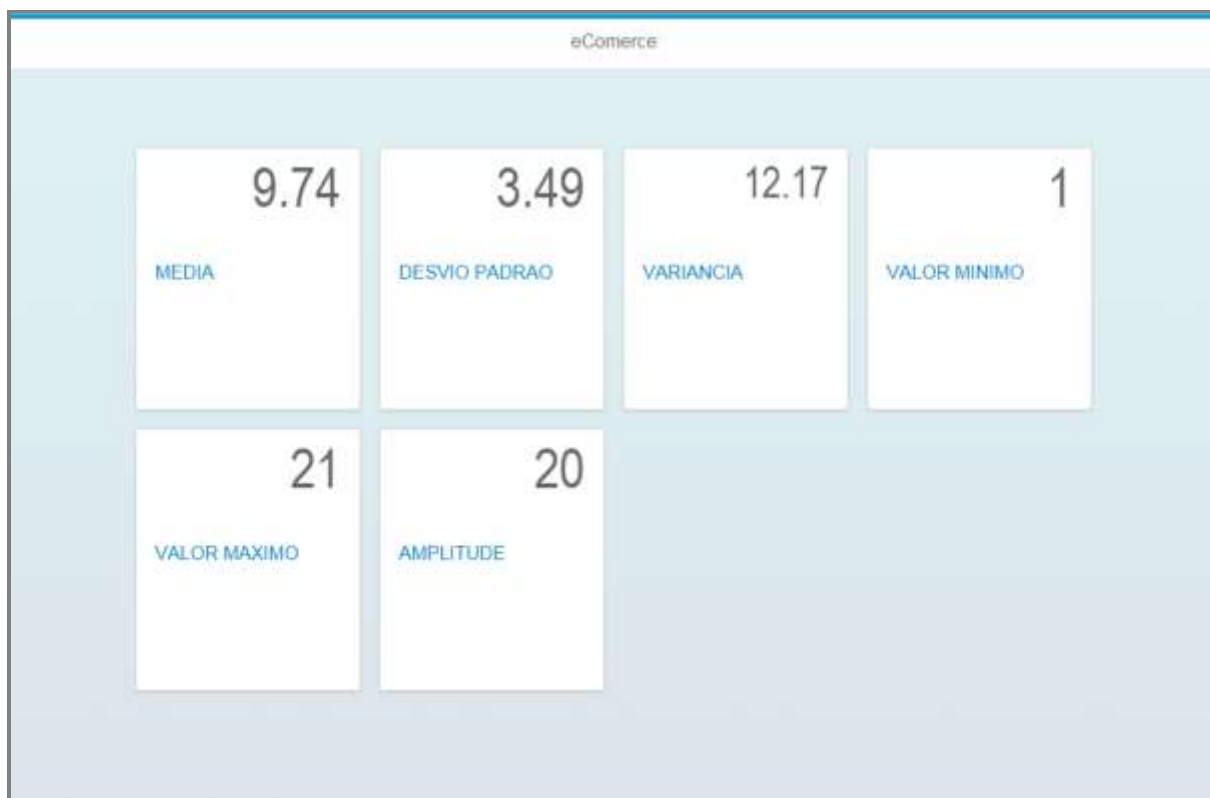 eComerce
9.74
3.49
12.17
1
MEDIA
DESVIO PADRAO
VARIANCIA
VALOR MINIMO
21
20
VALOR MAXIMO
AMPLITUDE